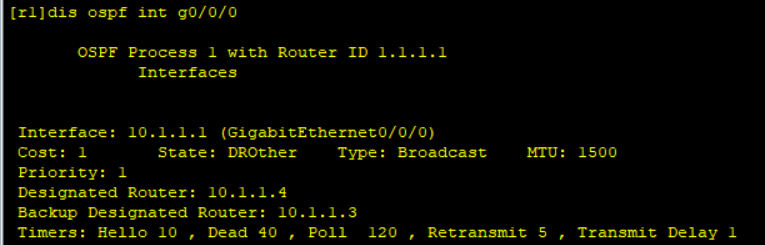 [r1]dis ospf int g0/0/0
OSPF Process 1 with Router ID 1.1.1.1
Interfaces
Interface: 10.1.1.1 (GigabitEthernet0/0/0)
Cost: 1 State: DROther Type: Broadcast MTU: 1500
Priority: 1
Designated Router: 10.1.1.4
Backup Designated Router: 10.1.1.3
Timers: Hello 10 , Dead 40 , Poll 120 , Retransmit 5 , Transmit Delay 1